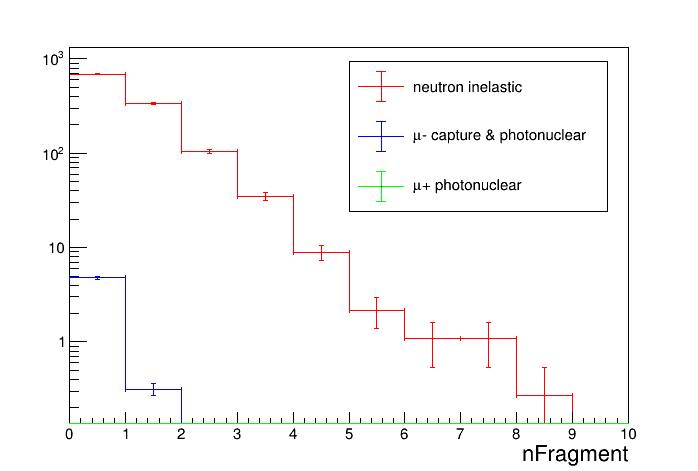 10³
neutron inelastic
μ- capture & photonuclear
10²
μ+ photonuclear
10
1
0 1 2 3 4 5 6 7 8 9 10
nFragment